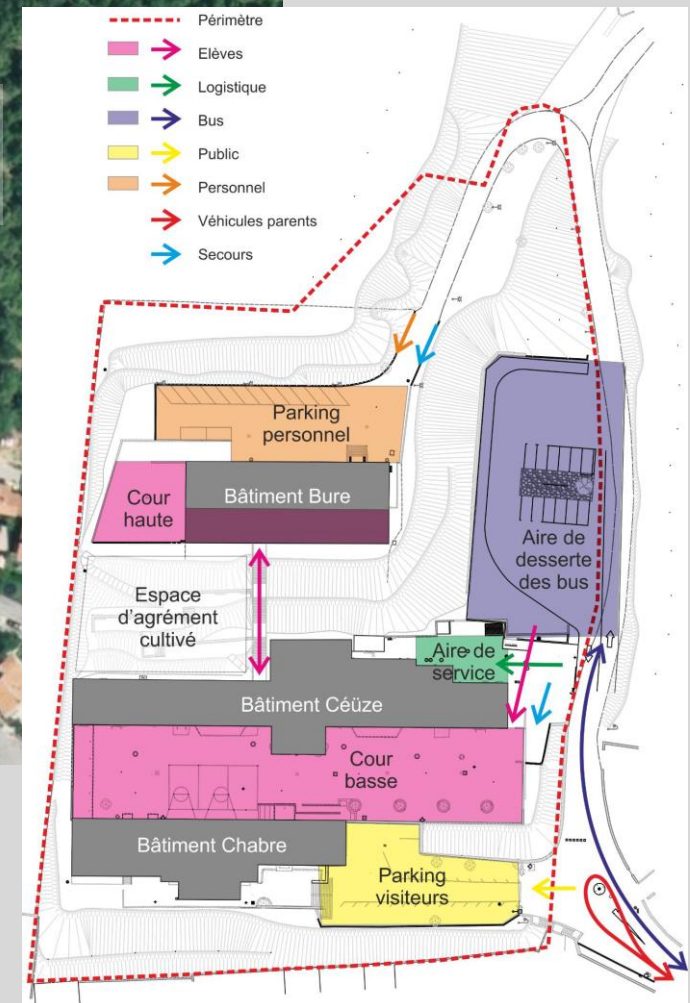 Périmètre
Elèves
Logistique
Bus
Public
Personnel
Véhicules parents
Secours
Parking
personnel
Cour
haute
Bâtiment Bure
Aire de
desserte
des bus
Espace
d'agrément
cultivé
Aire de
service
Bâtiment Céüze
Cour
basse
Bâtiment Chabre
Parking
visiteurs